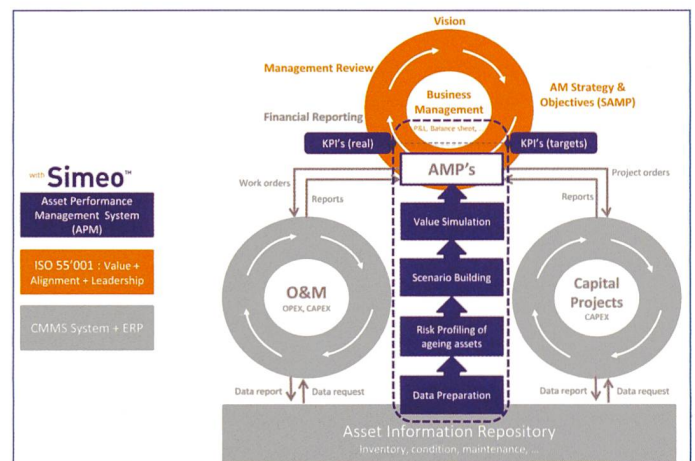 Vision
Management Review
Business
Management
P&L, Balance sheet,
AM Strategy &
Objectives (SAMP)
Financial Reporting
KPI's (real)
KPI's (targets)
AMP's
with Simeo™
Asset Performance
Management System
(APM)
ISO 55'001 : Value +
Alignment + Leadership
CMMS System + ERP
Work orders
Reports
Project orders
Reports
Value Simulation
Scenario Building
Risk Profiling of
ageing assets
Data Preparation
O&M
OPEX, CAPEX
Capital
Projects
CAPEX
Data report
Data request
Data report
Data request
Asset Information Repository
Inventory, condition, maintenance, ...